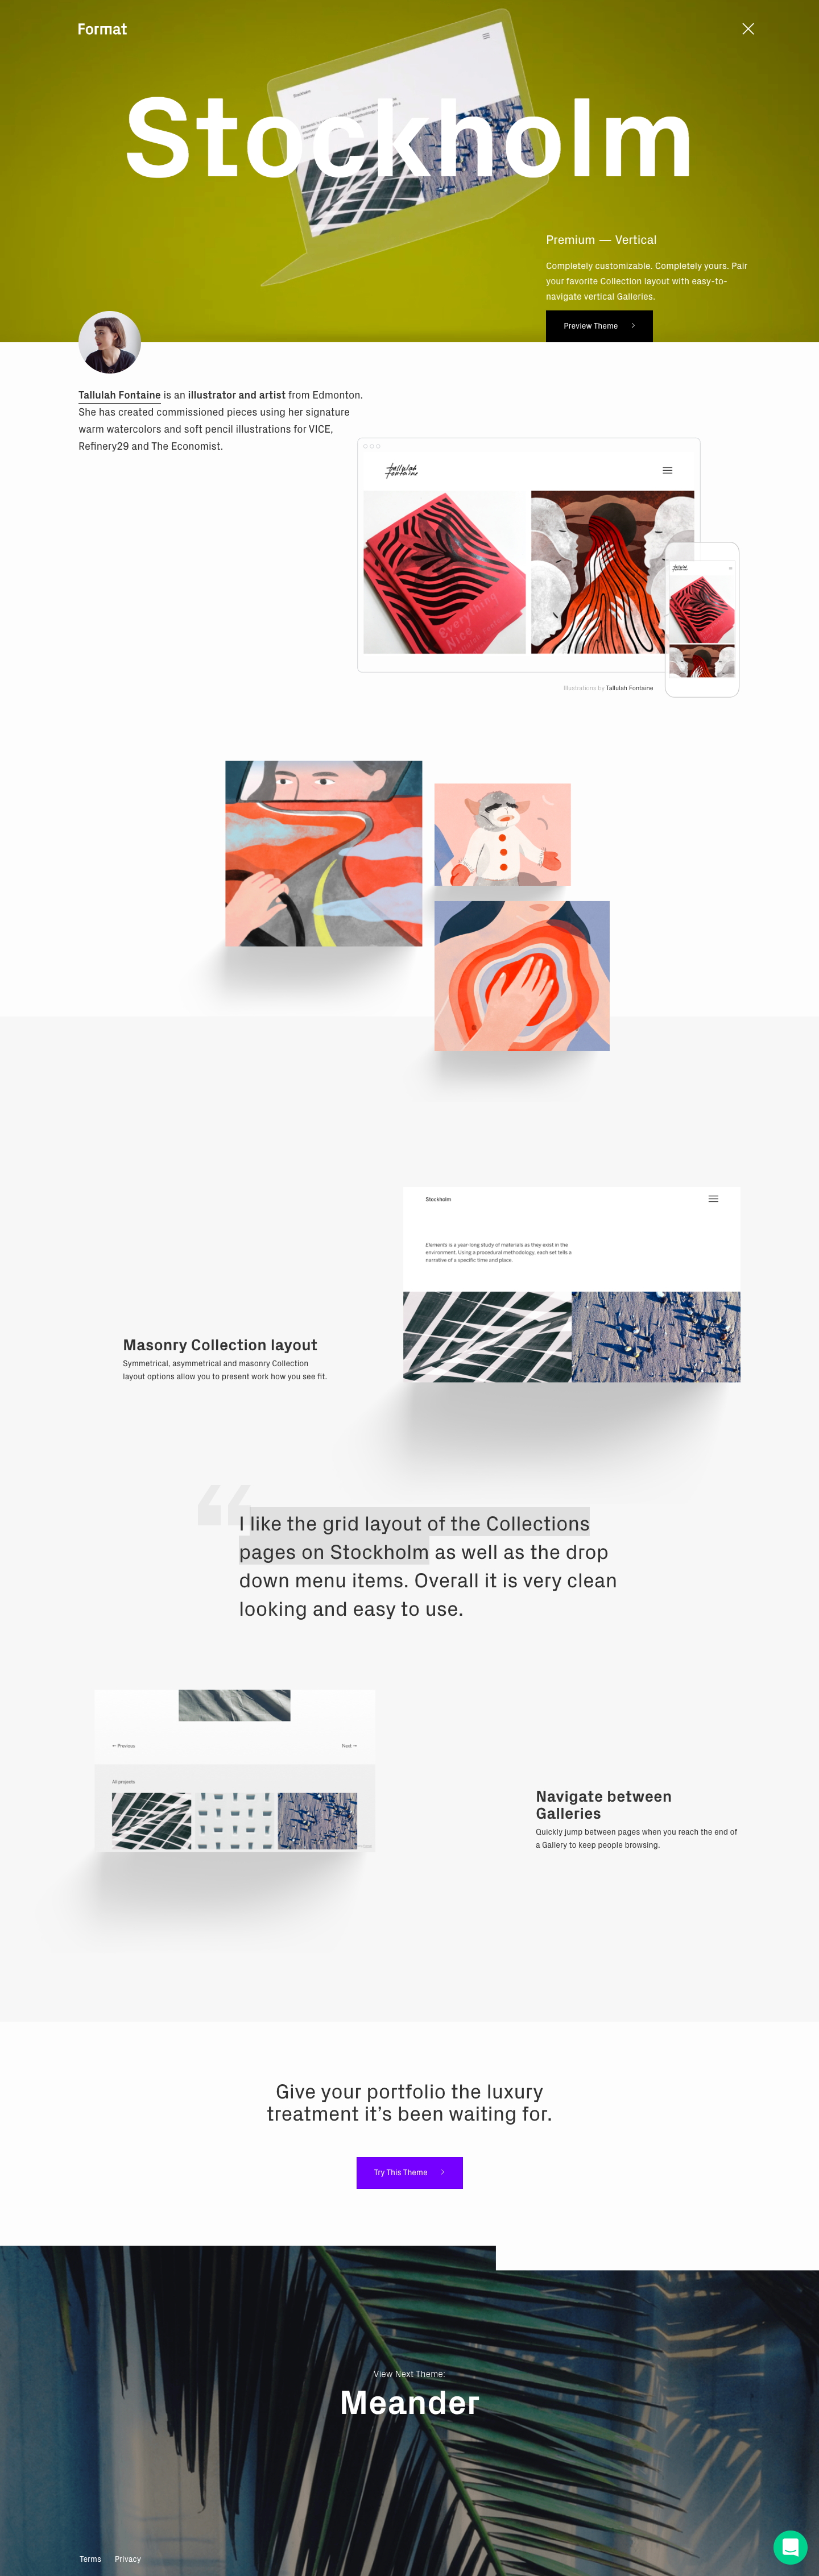 Format
Stockholm
Stockholm
Premium — Vertical
Completely customizable. Completely yours. Pair
your favorite Collection layout with easy-to-
navigate vertical Galleries.
Preview Theme
Tallulah Fontaine is an illustrator and artist from Edmonton.
She has created commissioned pieces using her signature
warm watercolors and soft pencil illustrations for VICE,
Refinery29 and The Economist.
tallulah
fontaine
Everything
Nice
Illustrations by Tallulah Fontaine
Stockholm
Elements is a year-long study of materials as they exist in the
environment. Using a procedural methodology, each set tells a
narrative of a specific time and place.
Masonry Collection layout
Symmetrical, asymmetrical and masonry Collection
layout options allow you to present work how you see fit.
“
I like the grid layout of the Collections
pages on Stockholm as well as the drop
down menu items. Overall it is very clean
looking and easy to use.
← Previous
Next →
All projects
Navigate between
Galleries
Quickly jump between pages when you reach the end of
a Gallery to keep people browsing.
Give your portfolio the luxury
treatment it’s been waiting for.
Try This Theme
View Next Theme:
Meander
Terms
Privacy